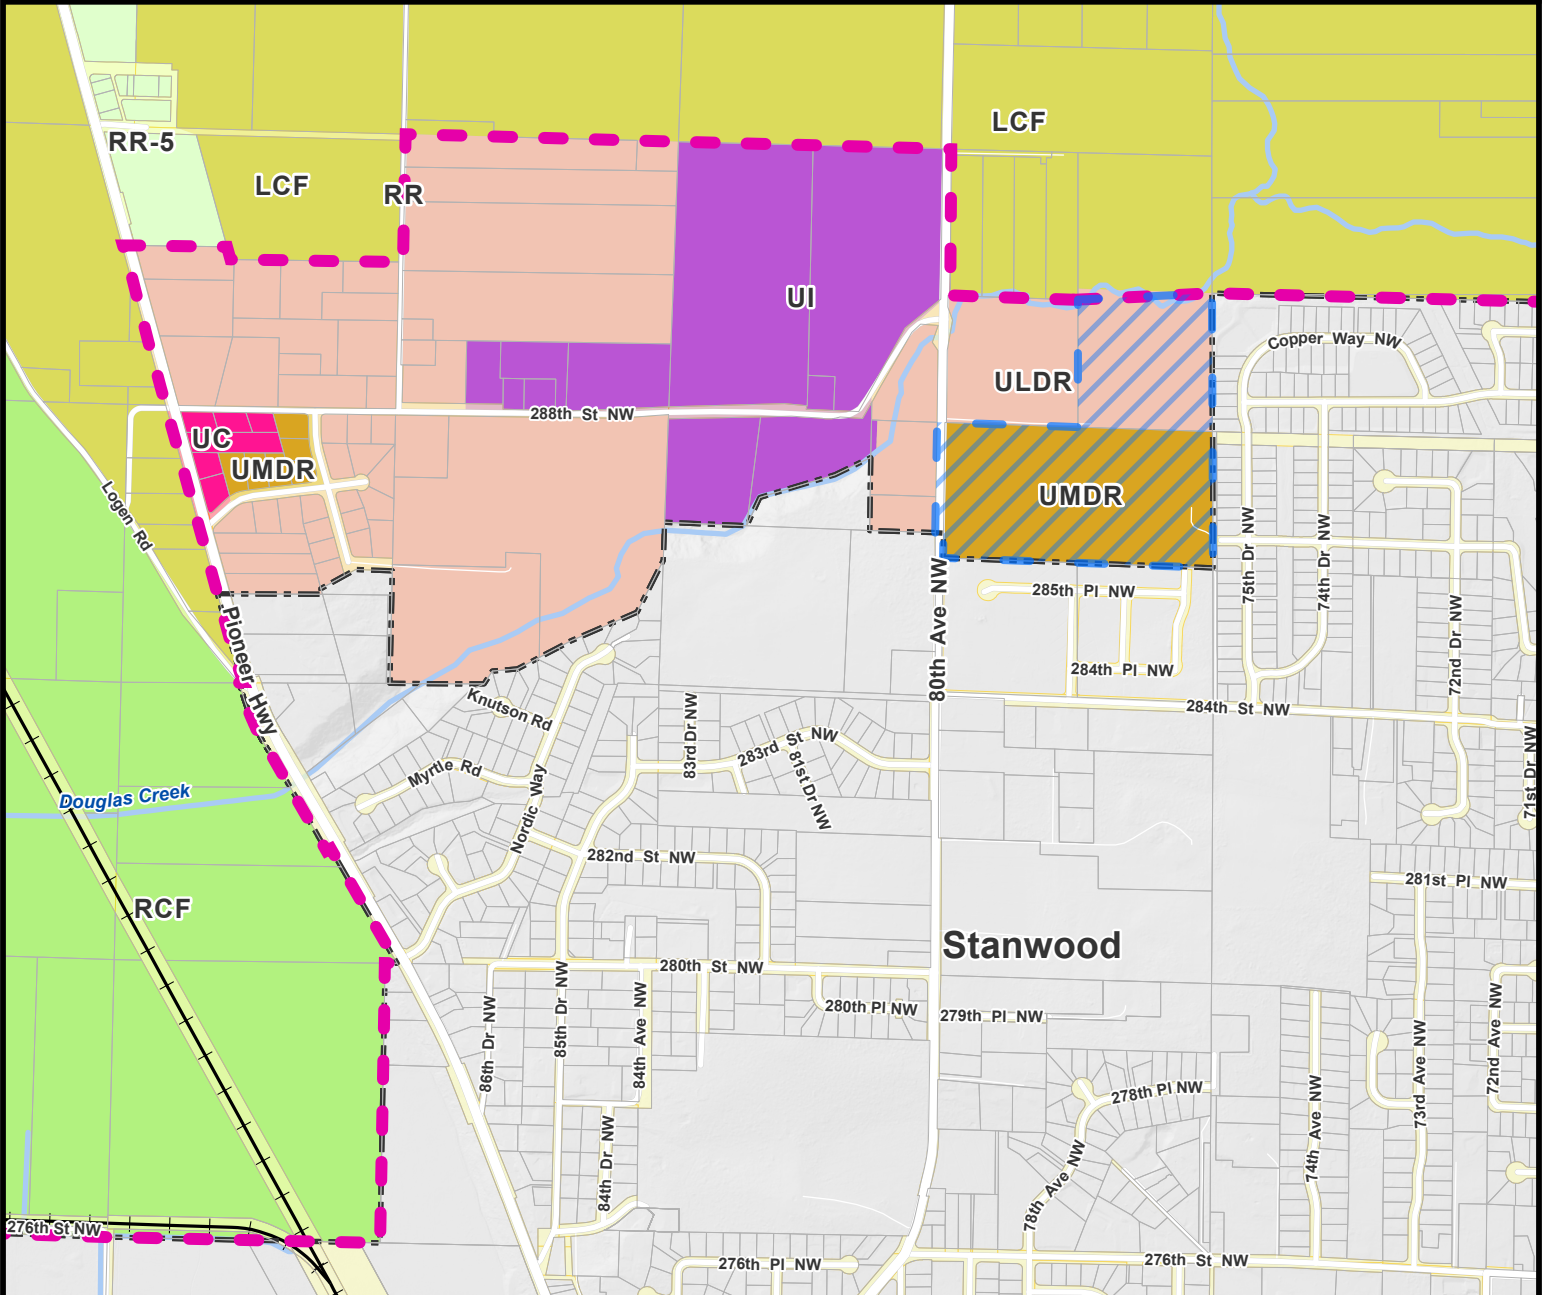 LCF
RR-5
LCF
RR
UI
Copper Way NW
ULDR
288th St NW
UC
UMDR
UMDR
Logen Rd
75th Dr NW
74th Dr NW
285th Pl NW
80th Ave NW
72nd Dr NW
Pioneer Hwy
284th Pl NW
Knutson Rd
83rd Dr NW
284th St NW
283rd St NW
81st Dr NW
71st Dr NW
Myrtle Rd
Nordic Way
Douglas Creek
282nd St NW
281st Pl NW
RCF
Stanwood
280th St NW
85th Dr NW
86th Dr NW
84th Ave NW
280th Pl NW
279th Pl NW
72nd Ave NW
73rd Ave NW
74th Ave NW
278th Pl NW
84th Dr NW
78th Ave NW
276th St NW
276th Pl NW
276th St NW